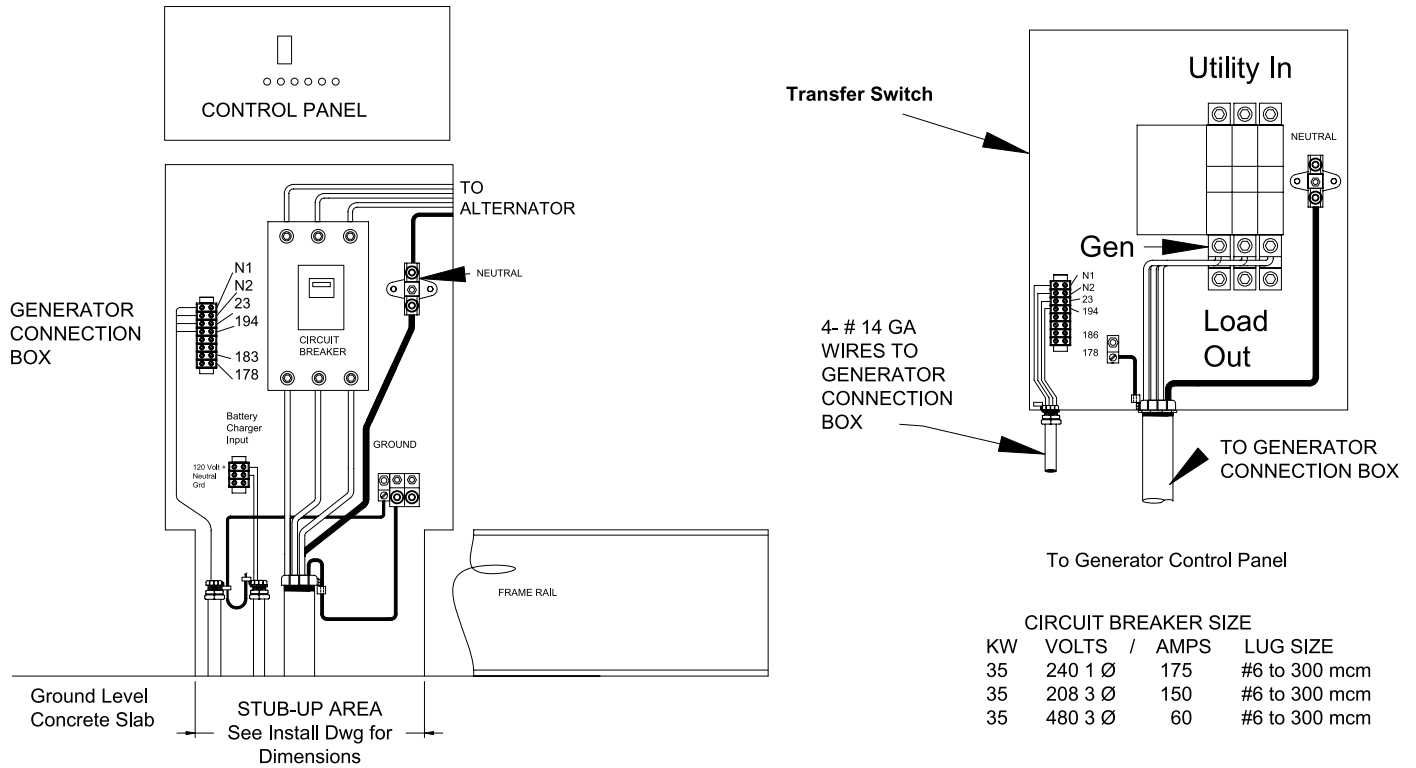 CONTROL PANEL
TO
ALTERNATOR
NEUTRAL
N1
N2
23
194
183
178
GENERATOR
CONNECTION
BOX
CIRCUIT
BREAKER
Battery
Charger
Input
120 Volt +
Neutral
Grd
GROUND
FRAME RAIL
Ground Level
Concrete Slab
STUB-UP AREA
See Install Dwg for
Dimensions
Transfer Switch
Utility In
NEUTRAL
Gen
N1
N2
23
194
186
178
Load
Out
4- # 14 GA
WIRES TO
GENERATOR
CONNECTION
BOX
TO GENERATOR
CONNECTION BOX
To Generator Control Panel
CIRCUIT BREAKER SIZE
KW VOLTS / AMPS LUG SIZE
35 240 1 Ø 175 #6 to 300 mcm
35 208 3 Ø 150 #6 to 300 mcm
35 480 3 Ø 60 #6 to 300 mcm